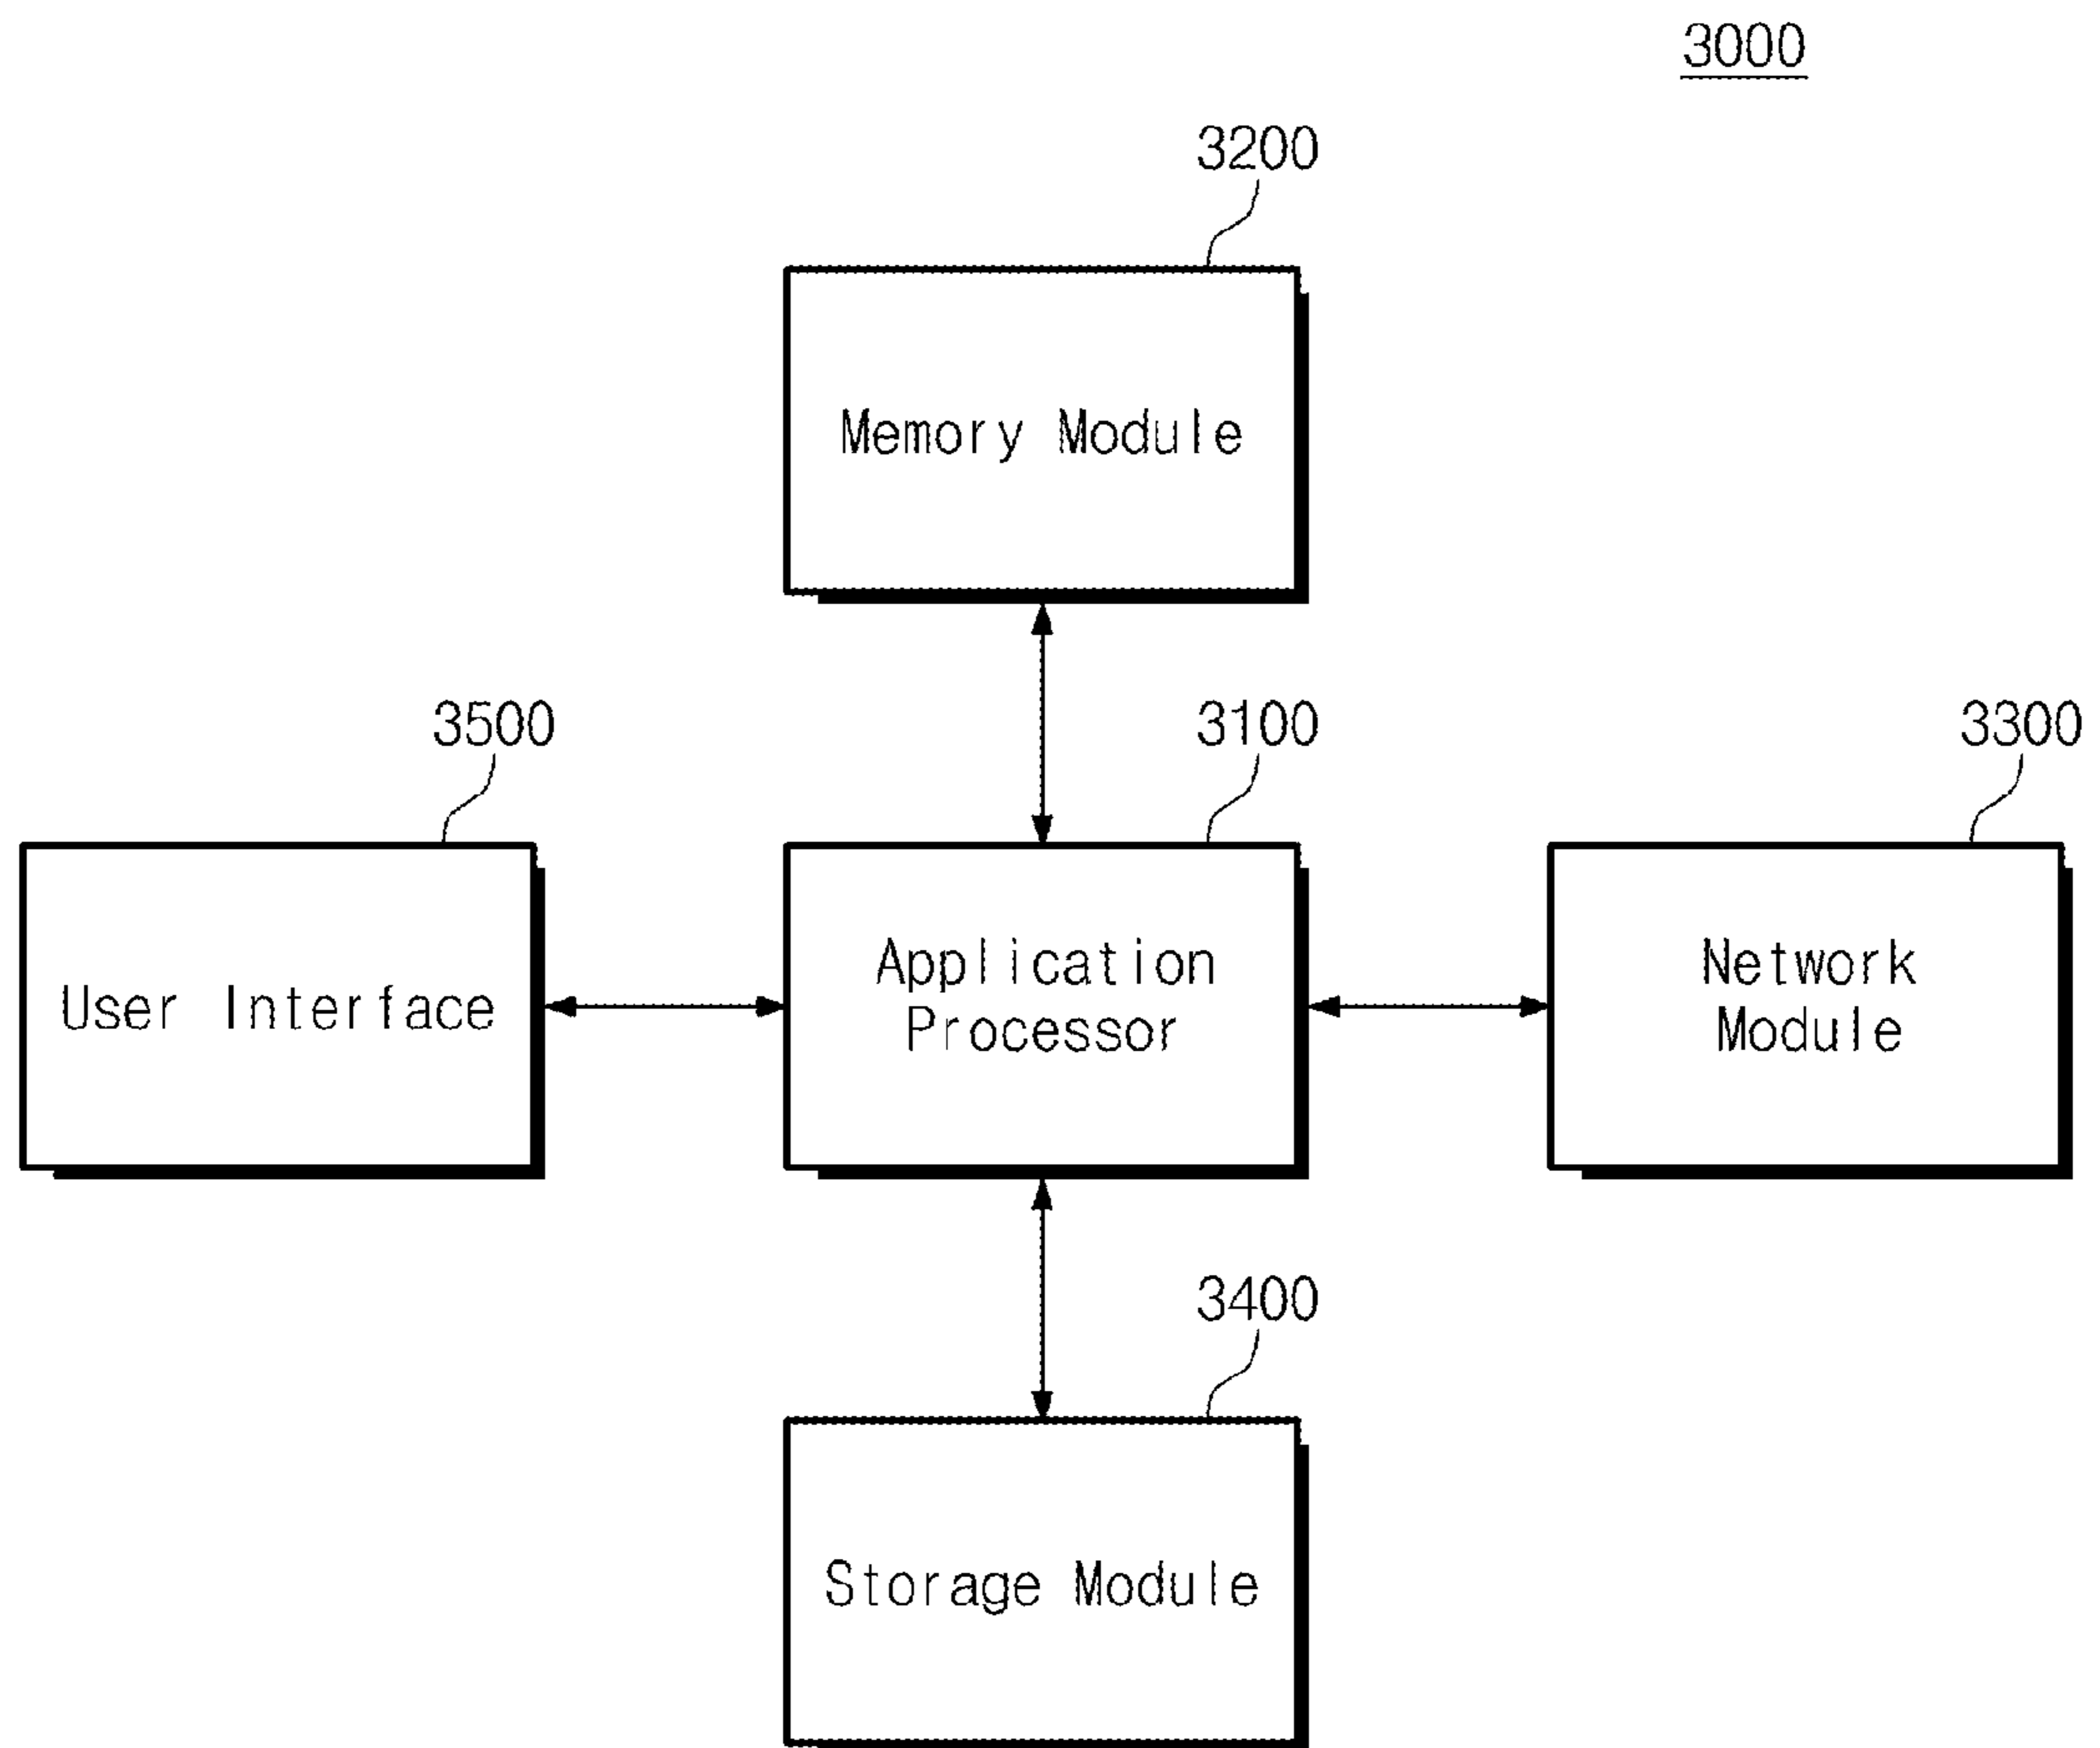 3000
3200
Memory Module
3500
3100
3300
User Interface
Application
Processor
Network
Module
3400
Storage Module